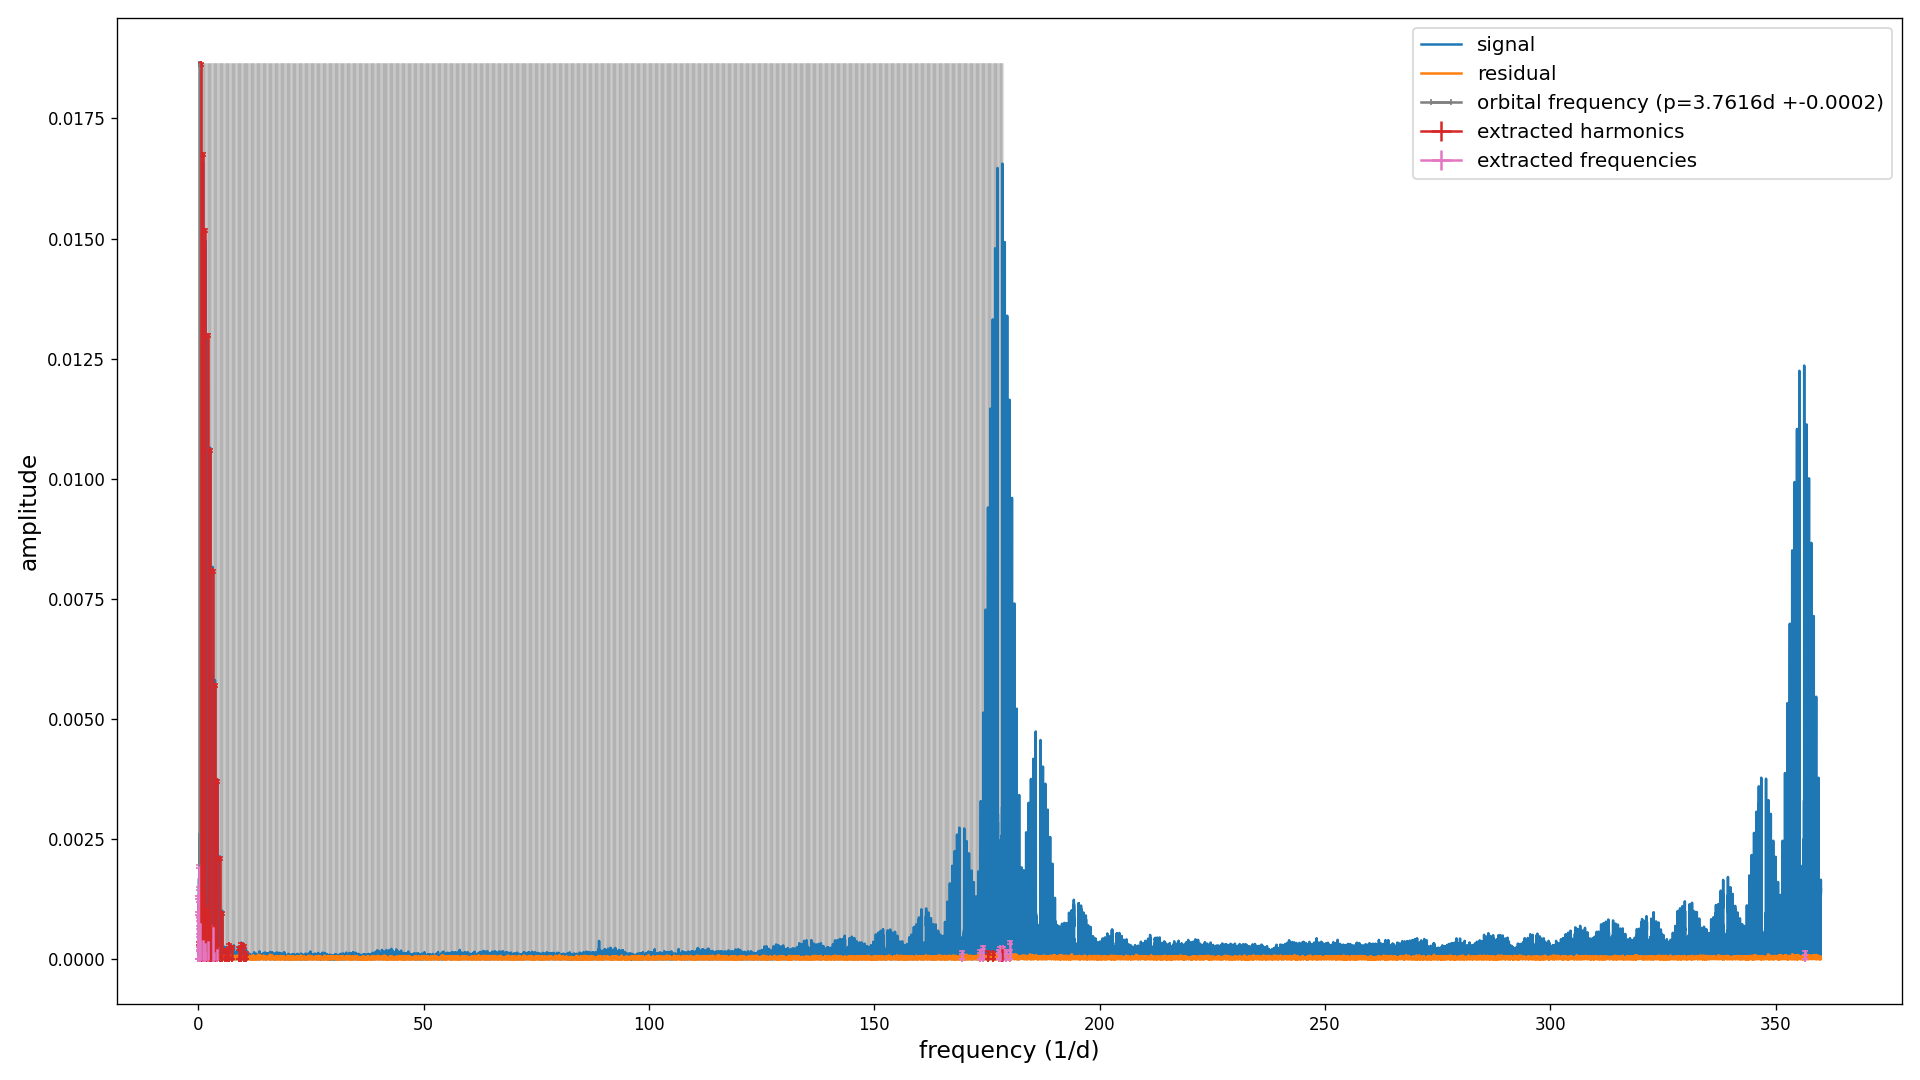 signal
residual
orbital frequency (p=3.7616d +-0.0002)
extracted harmonics
extracted frequencies
amplitude
0.0175
0.0150
0.0125
0.0100
0.0075
0.0050
0.0025
0.0000
0 50 100 150 200 250 300 350
frequency (1/d)